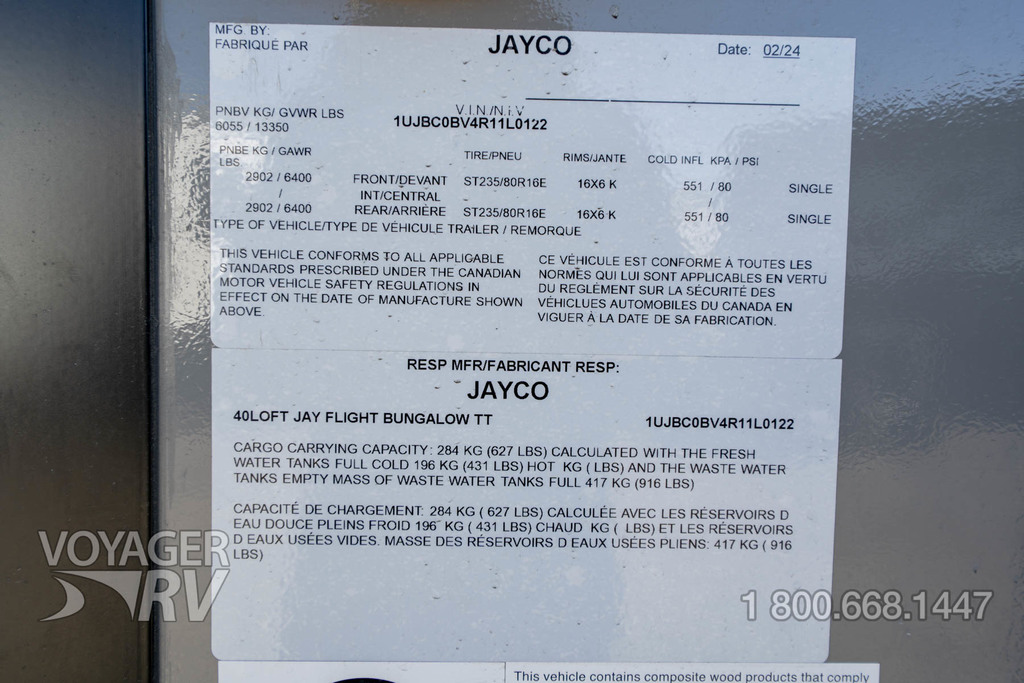 MFG. BY:
FABRIQUÉ PAR
JAYCO
Date: 02/24
PNBV KG/ GVWR LBS
6055 / 13350
V.I.N./N.I.V
1UJBC0BV4R11L0122
PNBE KG / GAWR
LBS
TIRE/PNEU RIMS/JANTE COLD INFL KPA / PSI
2902 / 6400 FRONT/DEVANT ST235/80R16E 16X6 K 551 / 80 SINGLE
/ INT/CENTRAL /
2902 / 6400 REAR/ARRIÈRE ST235/80R16E 16X6 K 551 / 80 SINGLE
TYPE OF VEHICLE/TYPE DE VÉHICULE TRAILER / REMORQUE
THIS VEHICLE CONFORMS TO ALL APPLICABLE
STANDARDS PRESCRIBED UNDER THE CANADIAN
MOTOR VEHICLE SAFETY REGULATIONS IN
EFFECT ON THE DATE OF MANUFACTURE SHOWN
ABOVE.
CE VÉHICULE EST CONFORME À TOUTES LES
NORMES QUI LUI SONT APPLICABLES EN VERTU
DU REGLEMENT SUR LA SÉCURITÉ DES
VÉHICLUES AUTOMOBILES DU CANADA EN
VIGUER À LA DATE DE SA FABRICATION.
RESP MFR/FABRICANT RESP:
JAYCO
40LOFT JAY FLIGHT BUNGALOW TT 1UJBC0BV4R11L0122
CARGO CARRYING CAPACITY: 284 KG (627 LBS) CALCULATED WITH THE FRESH
WATER TANKS FULL COLD 196 KG (431 LBS) HOT KG ( LBS) AND THE WASTE WATER
TANKS EMPTY MASS OF WASTE WATER TANKS FULL 417 KG (916 LBS)
CAPACITÉ DE CHARGEMENT: 284 KG ( 627 LBS) CALCULÉE AVEC LES RÉSERVOIRS D
EAU DOUCE PLEINS FROID 196 KG ( 431 LBS) CHAUD KG ( LBS) ET LES RÉSERVOIRS
D EAUX USÉES VIDES. MASSE DES RÉSERVOIRS D EAUX USÉES PLIENS: 417 KG ( 916
LBS)
VOYAGER
RV
1 800.668.1447
This vehicle contains composite wood products that comply